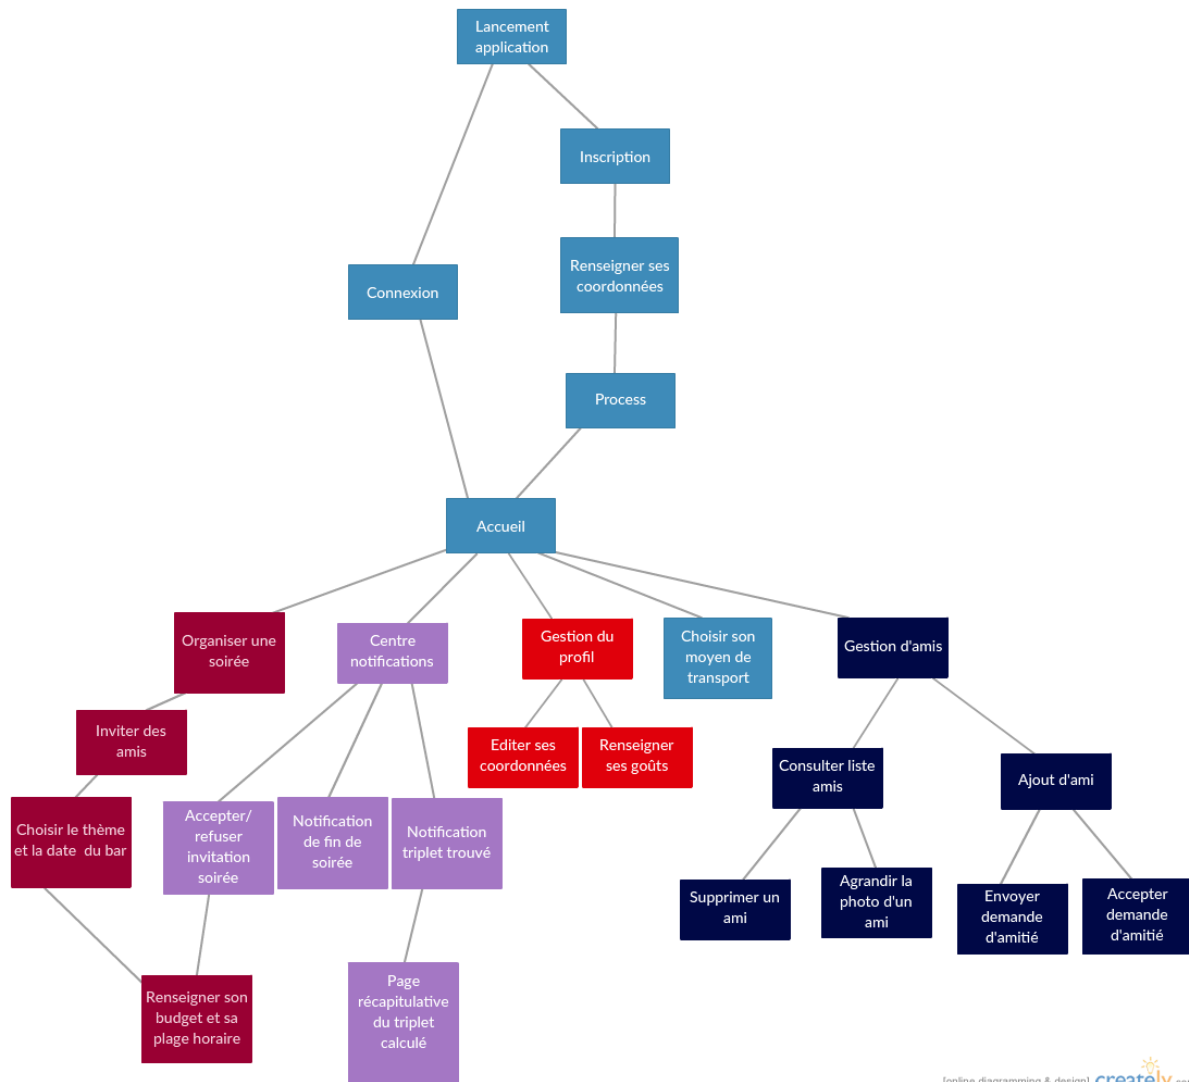 Lancement
application
Inscription
Renseigner ses
coordonnées
Connexion
Process
Accueil
Organiser une
soirée
Centre
notifications
Gestion du
profil
Choisir son
moyen de
transport
Gestion d'amis
Inviter des
amis
Editer ses
coordonnées
Renseigner
ses goûts
Consulter liste
amis
Ajout d'ami
Choisir le thème
et la date du bar
Accepter/
refuser
invitation
soirée
Notification
de fin de
soirée
Notification
triplet trouvé
Supprimer un
ami
Agrandir la
photo d'un
ami
Envoyer
demande
d'amitié
Accepter
demande
d'amitié
Renseigner son
budget et sa
plage horaire
Page
récapitulative
du triplet
calculé
[online diagramming & design] creately